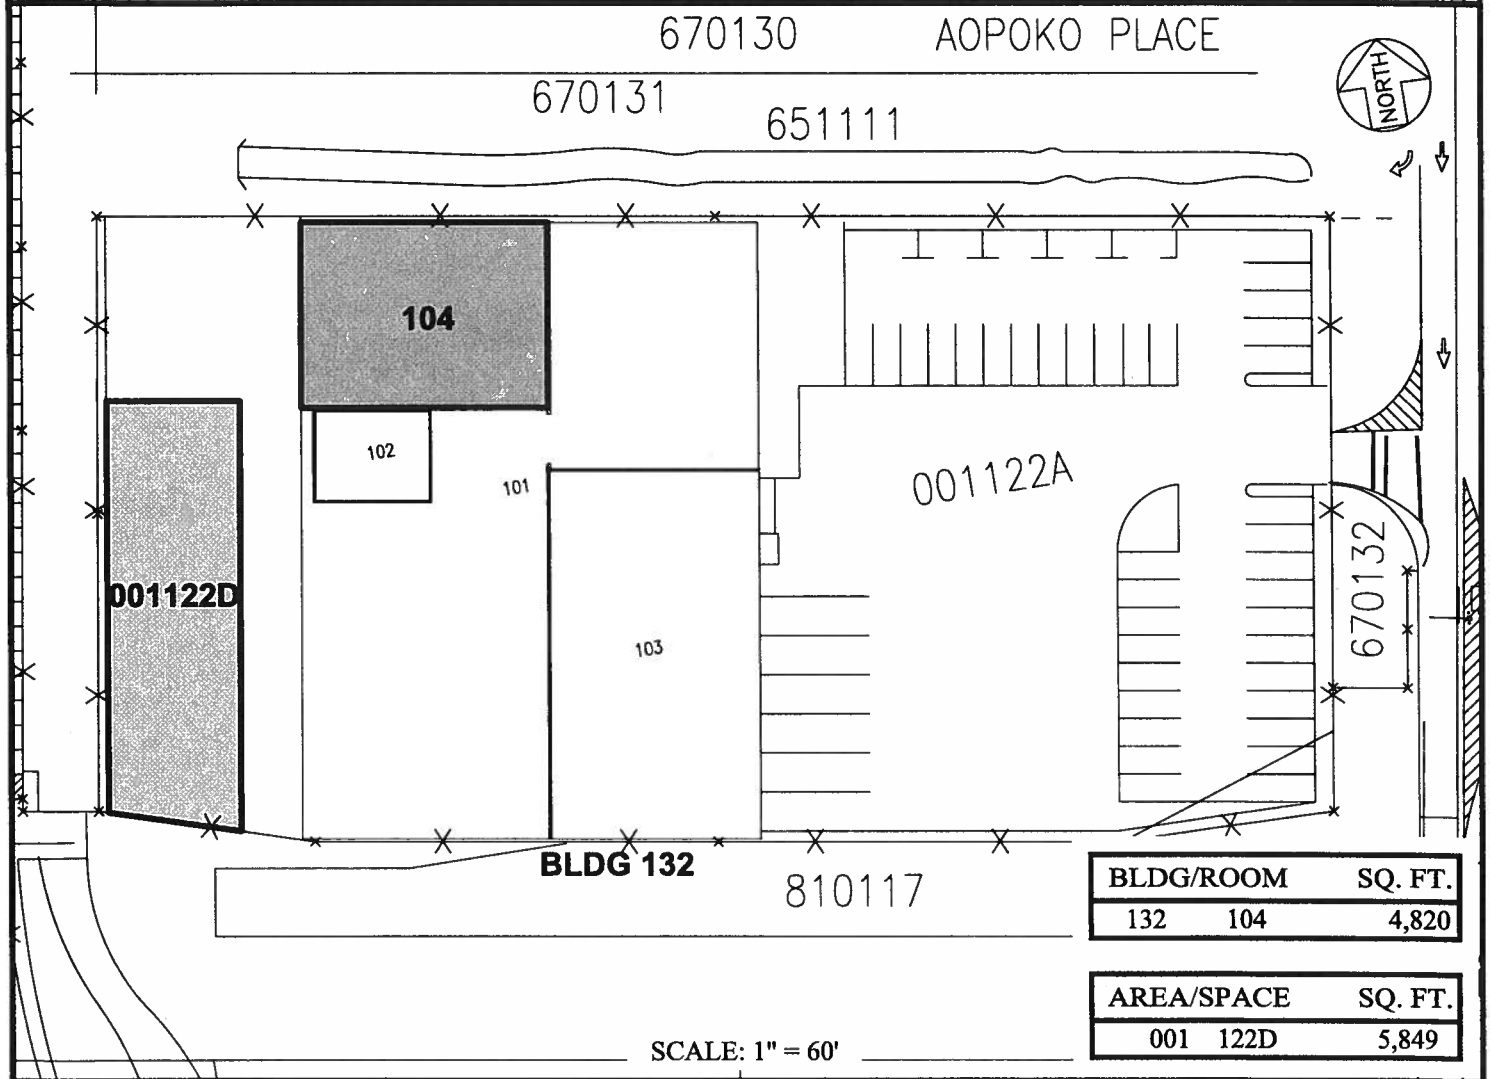 670130 AOPOKO PLACE
670131
651111
NORTH
104
102
101
001122A
001122D
103
670132
BLDG 132
810117
BLDG/ROOM SQ. FT.
132 104 4,820
AREA/SPACE SQ. FT.
001 122D 5,849
SCALE: 1" = 60'